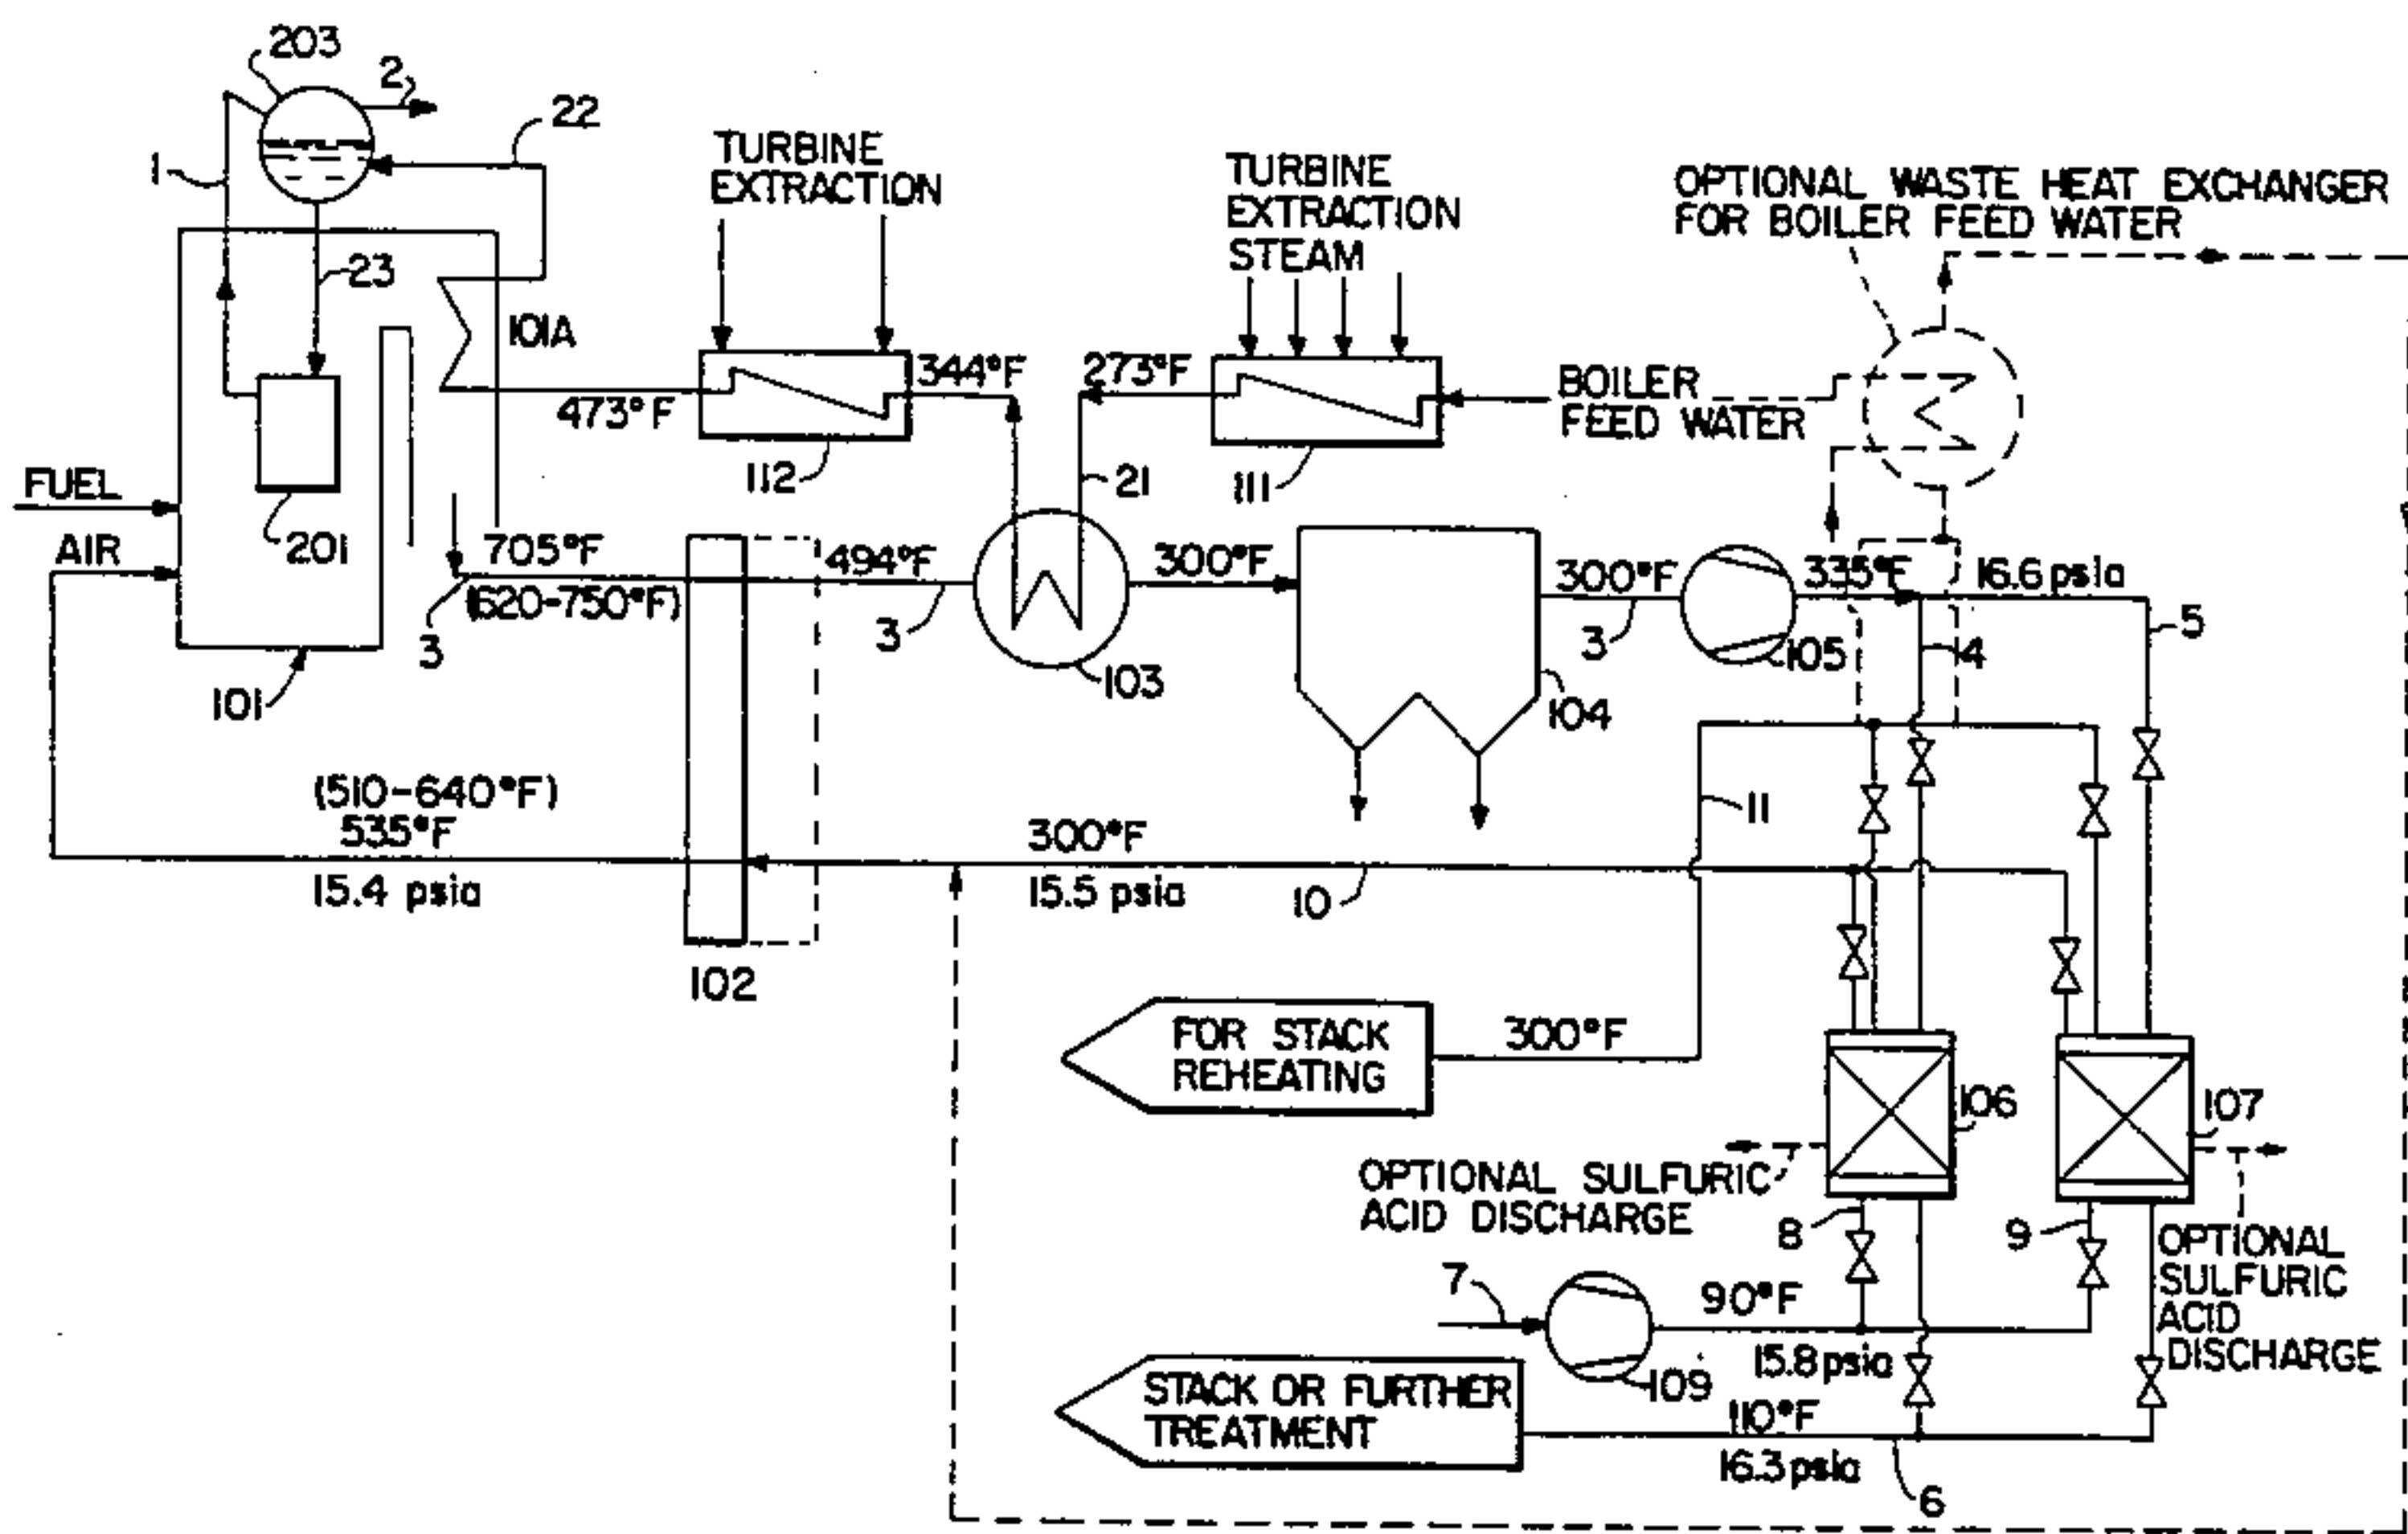 203
2
22
1
TURBINE
EXTRACTION
TURBINE
EXTRACTION
STEAM
OPTIONAL WASTE HEAT EXCHANGER
FOR BOILER FEED WATER
23
101A
344°F
273°F
BOILER
FEED WATER
473°F
112
21
111
FUEL
AIR
201
705°F
(620-750°F)
494°F
300°F
300°F
335°F
16.6 psia
3
3
3
5
4
101
103
104
105
(510-640°F)
535°F
15.4 psia
300°F
15.5 psia
10
11
102
FOR STACK
REHEATING
300°F
106
107
OPTIONAL SULFURIC
ACID DISCHARGE
8
9
OPTIONAL
SULFURIC
ACID
DISCHARGE
7
90°F
15.8 psia
109
STACK OR FURTHER
TREATMENT
110°F
16.3 psia
6